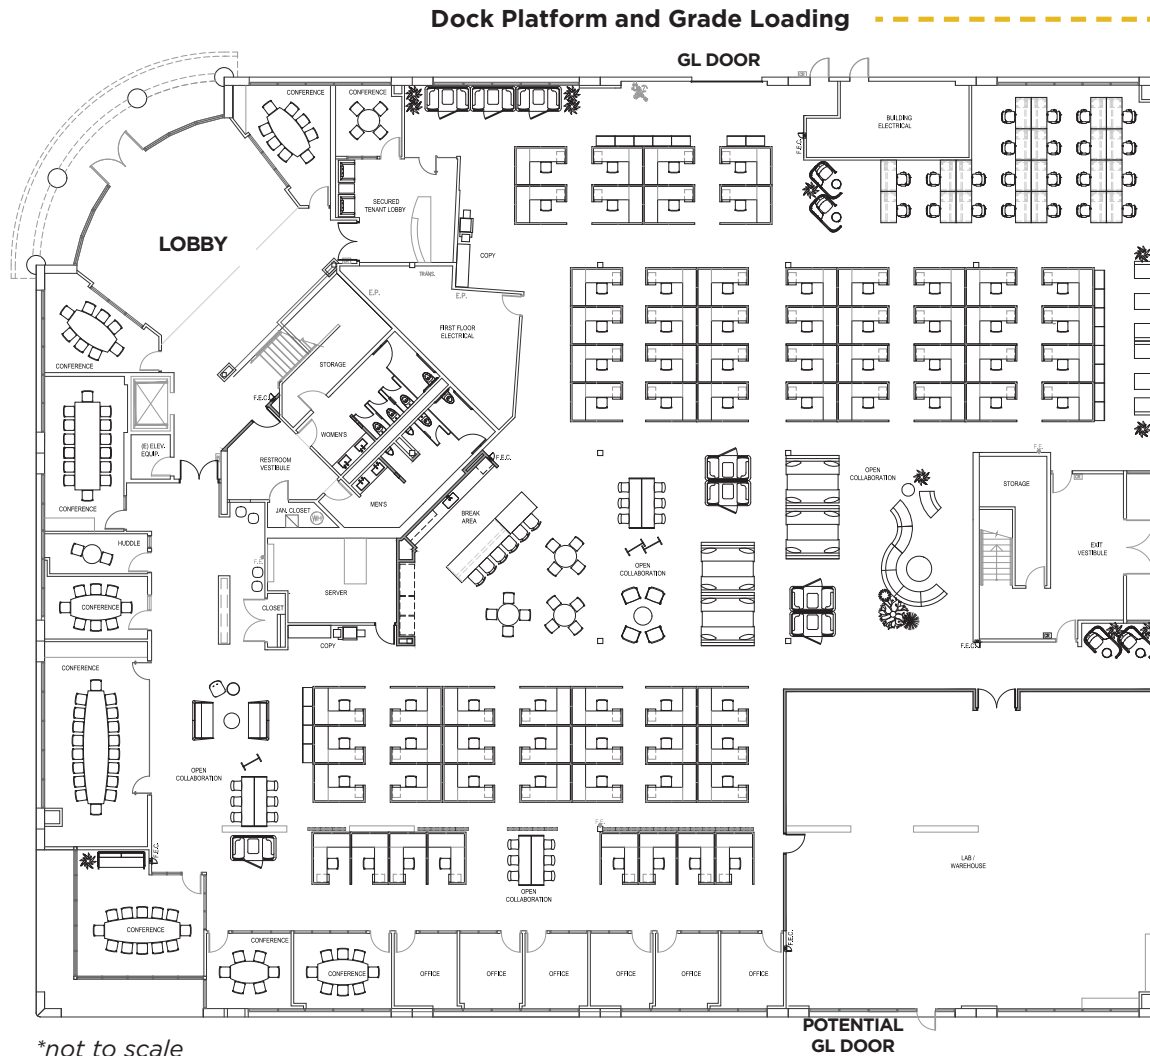 Dock Platform and Grade Loading
GL DOOR
CONFERENCE
CONFERENCE
BUILDING
ELECTRICAL
F.E.C.
SECURED
TENANT LOBBY
LOBBY
COPY
TRANS.
E.P.
E.P.
FIRST FLOOR
ELECTRICAL
STORAGE
CONFERENCE
F.E.C.
WOMEN'S
(E) ELEV.
EQUIP.
RESTROOM
VESTIBULE
F.E.C.
F.E.
OPEN
COLLABORATION
STORAGE
CONFERENCE
JAN. CLOSET
WH
MEN'S
BREAK
AREA
HUDDLE
EXIT
VESTIBULE
F.E.
OPEN
COLLABORATION
SERVER
CONFERENCE
CLOSET
COPY
F.E.C.
CONFERENCE
OPEN
COLLABORATION
F.E.
F.E.C.
LAB /
WAREHOUSE
OPEN
COLLABORATION
CONFERENCE
CONFERENCE
F.E.C.
CONFERENCE
OFFICE
OFFICE
OFFICE
OFFICE
OFFICE
OFFICE
POTENTIAL
GL DOOR
*not to scale